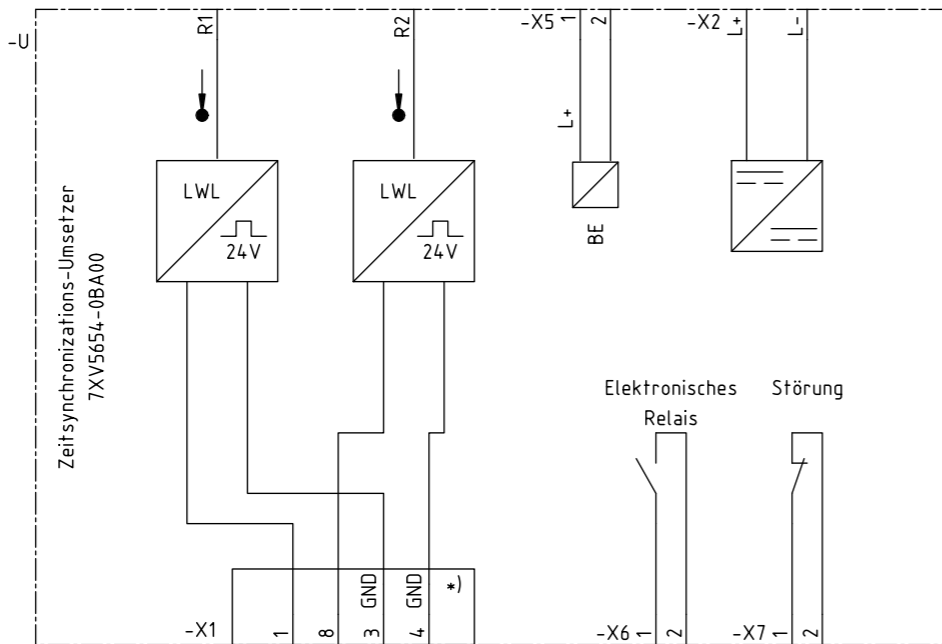 -U
R1
R2
-X5 1 2
-X2 L+ L-
L+
LWL
24V
LWL
24V
BE
Zeitsynchronizations-Umsetzer
7XV5654-0BA00
Elektronisches
Relais
Störung
GND
GND
*)
-X1 1 8 3 4
-X6 1 2
-X7 1 2